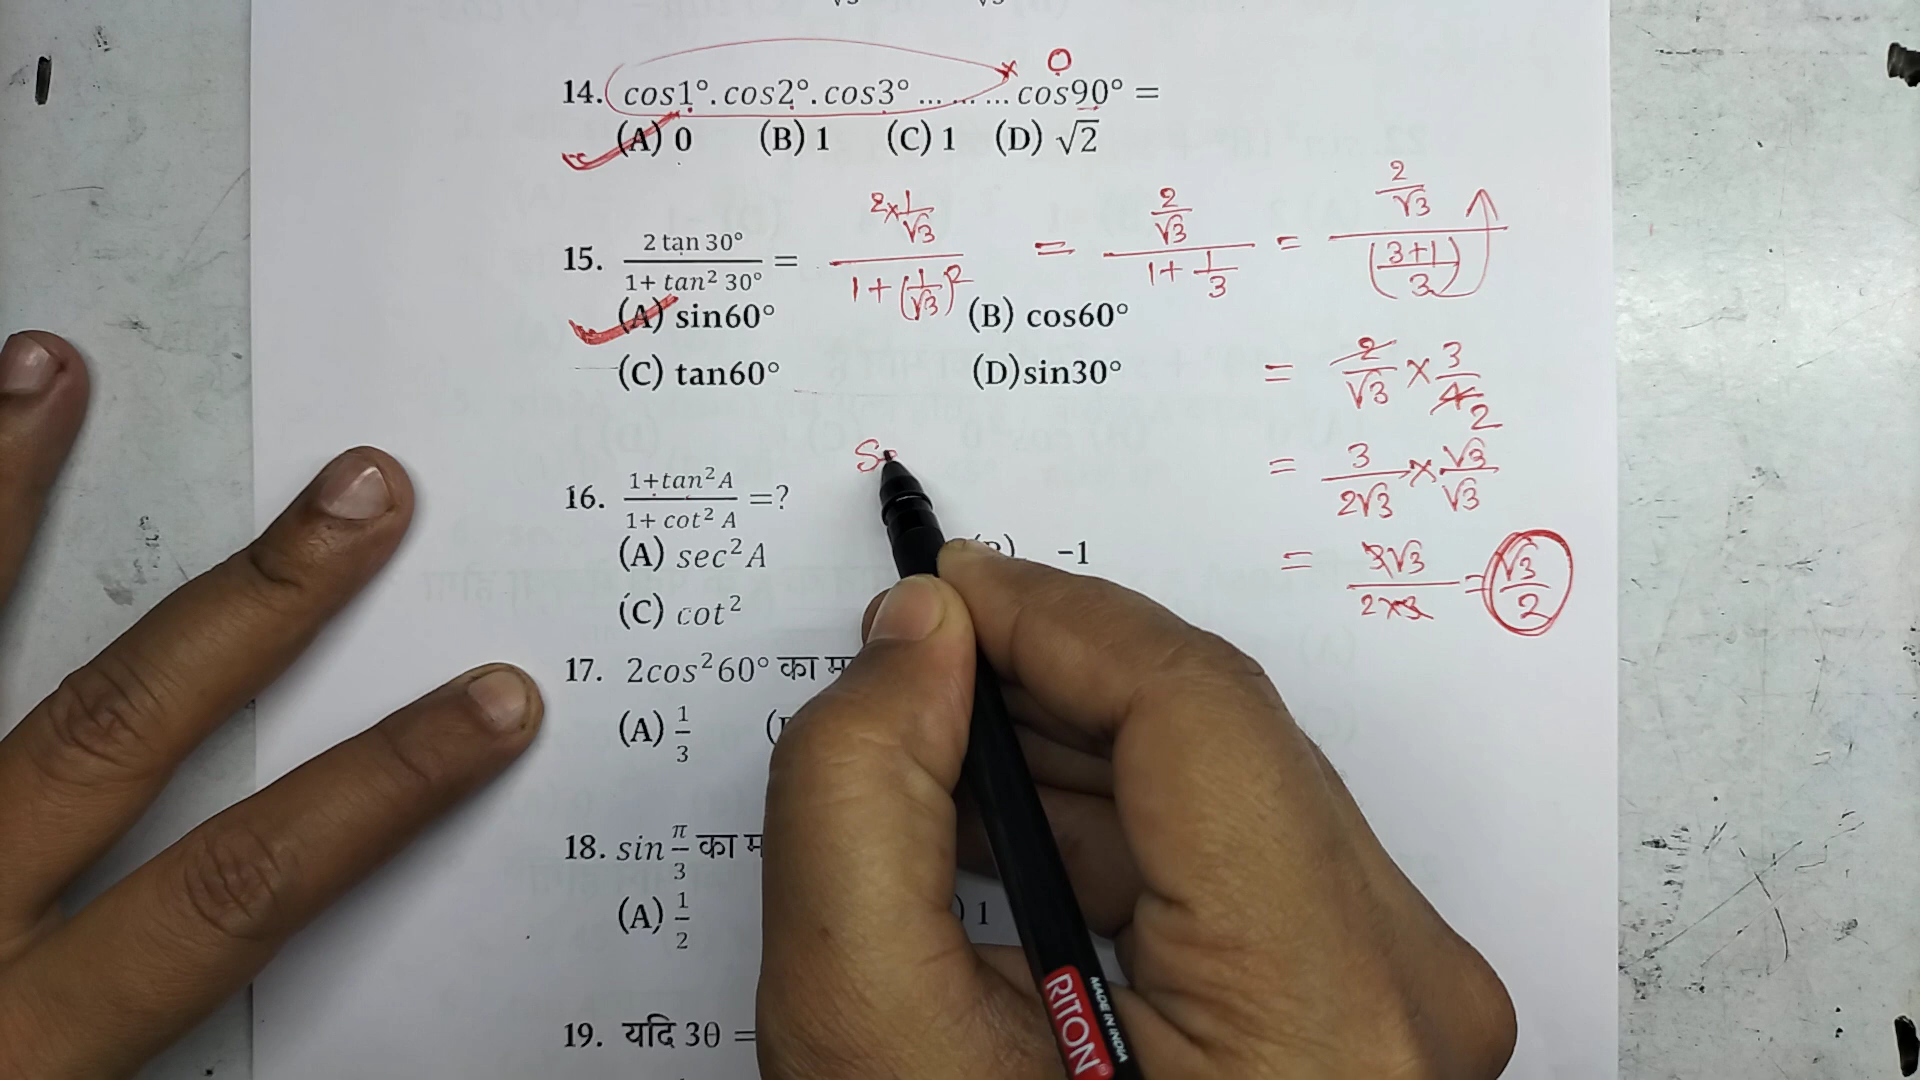 14. cos1°.cos2°.cos3° ... ... ... cos90° =
× 0
(A) 0 (B) 1 (C) 1 (D) √2
15. 2 tan 30° / 1+ tan² 30° = 2×1/√3 / 1+(1/√3)² = 2/√3 / 1+1/3 = 2/√3 / (3+1/3)
(A) sin60° (B) cos60°
(C) tan60° (D)sin30°
= 2/√3 × 3/4 2
= 3/2√3 × √3/√3
= 3√3/2×3 = √3/2
16. 1+tan²A / 1+ cot² A =?
(A) sec²A −1
(C) cot²
17. 2cos²60° का
(A) 1/3
18. sin π/3 का
(A) 1/2 ) 1
19. यदि 3θ =
RITON
MADE IN INDIA